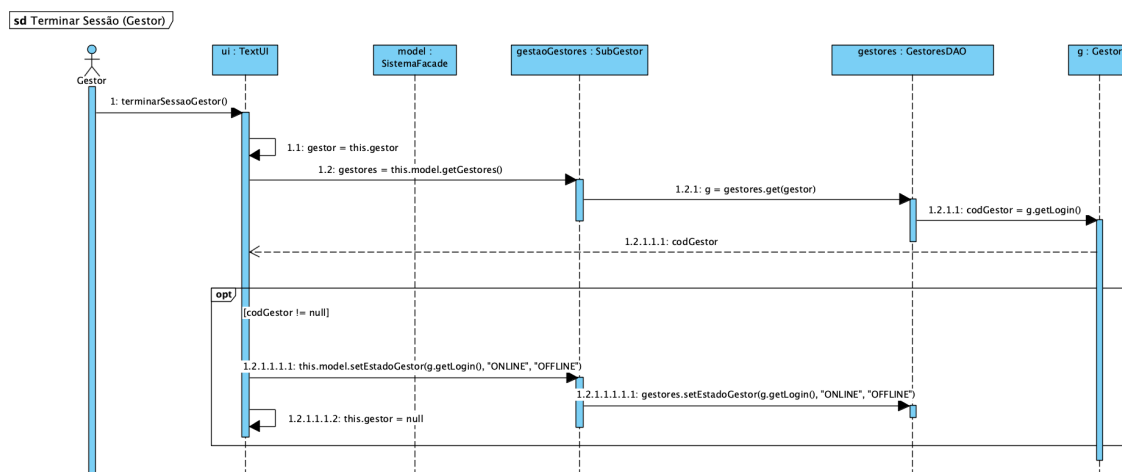 sd Terminar Sessão (Gestor)
ui : TextUI
model :
SistemaFacade
gestaoGestores : SubGestor
gestores : GestoresDAO
g : Gestor
Gestor
1: terminarSessaoGestor()
1.1: gestor = this.gestor
1.2: gestores = this.model.getGestores()
1.2.1: g = gestores.get(gestor)
1.2.1.1: codGestor = g.getLogin()
1.2.1.1.1: codGestor
opt
[codGestor != null]
1.2.1.1.1.1: this.model.setEstadoGestor(g.getLogin(), "ONLINE", "OFFLINE")
1.2.1.1.1.1.1: gestores.setEstadoGestor(g.getLogin(), "ONLINE", "OFFLINE")
1.2.1.1.1.2: this.gestor = null